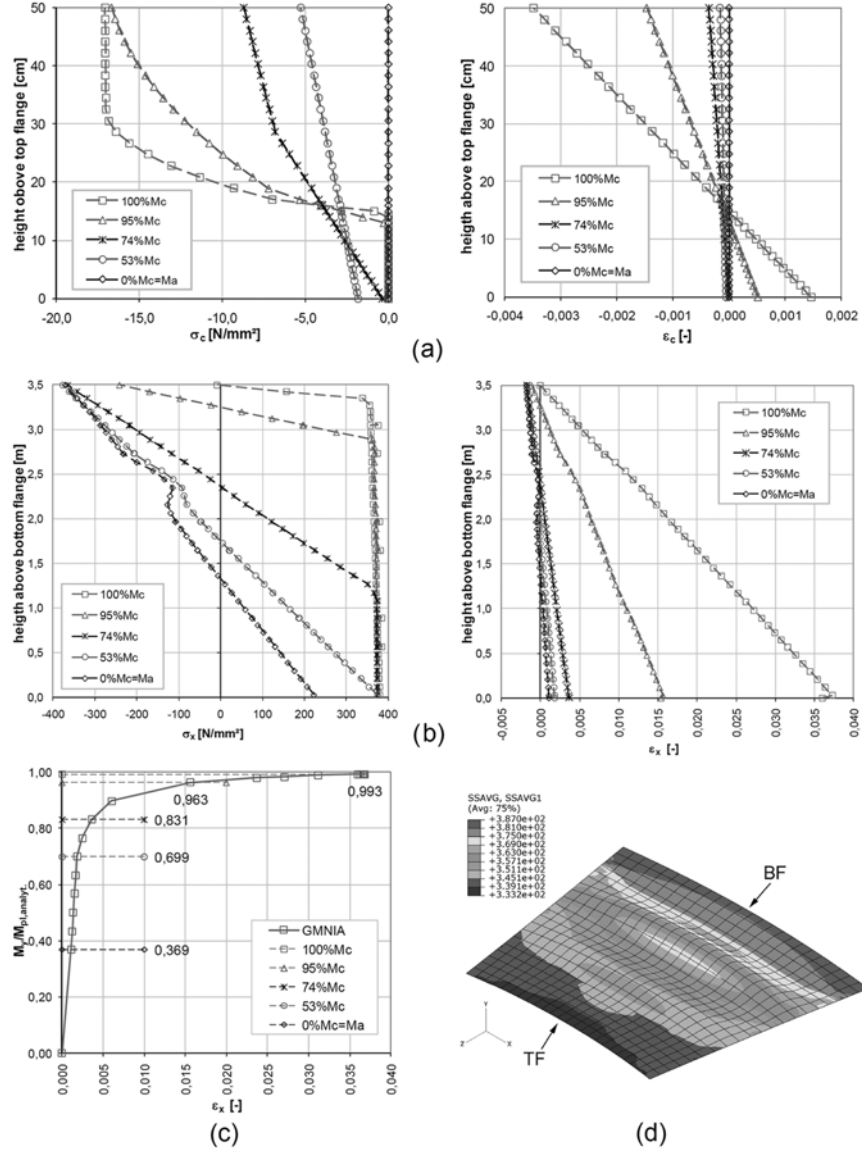 heigth obove top flange [cm]
50
40
30
20
10
0
100%Mc
95%Mc
74%Mc
53%Mc
0%Mc=Ma
-20,0
-15,0
-10,0
-5,0
0,0
σc [N/mm²]
height above top flange [cm]
50
40
30
20
10
0
100%Mc
95%Mc
74%Mc
53%Mc
0%Mc=Ma
-0,004
-0,003
-0,002
-0,001
0,000
0,001
0,002
εc [-]
(a)
heigth above bottom flange [m]
3,5
3,0
2,5
2,0
1,5
1,0
0,5
0,0
100%Mc
95%Mc
74%Mc
53%Mc
0%Mc=Ma
-400
-300
-200
-100
0
100
200
300
400
σx [N/mm²]
height above bottom flange [m]
3,5
3,0
2,5
2,0
1,5
1,0
0,5
0,0
100%Mc
95%Mc
74%Mc
53%Mc
0%Mc=Ma
-0,005
0,000
0,005
0,010
0,015
0,020
0,025
0,030
0,035
0,040
εx [-]
(b)
My/Mpl,analyt.
1,00
0,80
0,60
0,40
0,20
0,00
0,963
0,993
0,831
0,699
0,369
GMNIA
100%Mc
95%Mc
74%Mc
53%Mc
0%Mc=Ma
0,000
0,005
0,010
0,015
0,020
0,025
0,030
0,035
0,040
εx [-]
(c)
SSAVG, SSAVG1
(Avg: 75%)
+3.870e+02
+3.810e+02
+3.750e+02
+3.690e+02
+3.630e+02
+3.571e+02
+3.511e+02
+3.451e+02
+3.391e+02
+3.332e+02
BF
TF
Y
Z
X
(d)